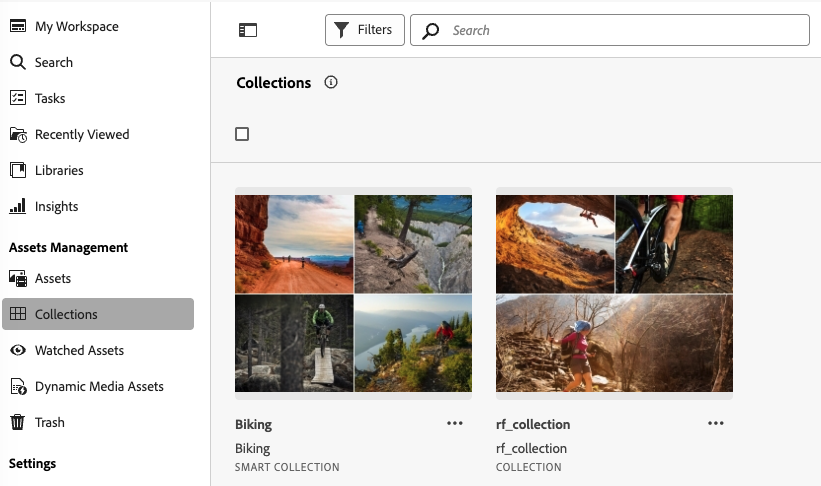 My Workspace
Search
Tasks
Recently Viewed
Libraries
Insights
Assets Management
Assets
Collections
Watched Assets
Dynamic Media Assets
Trash
Settings
Filters
Search
Collections
Biking
Biking
SMART COLLECTION
rf_collection
rf_collection
COLLECTION